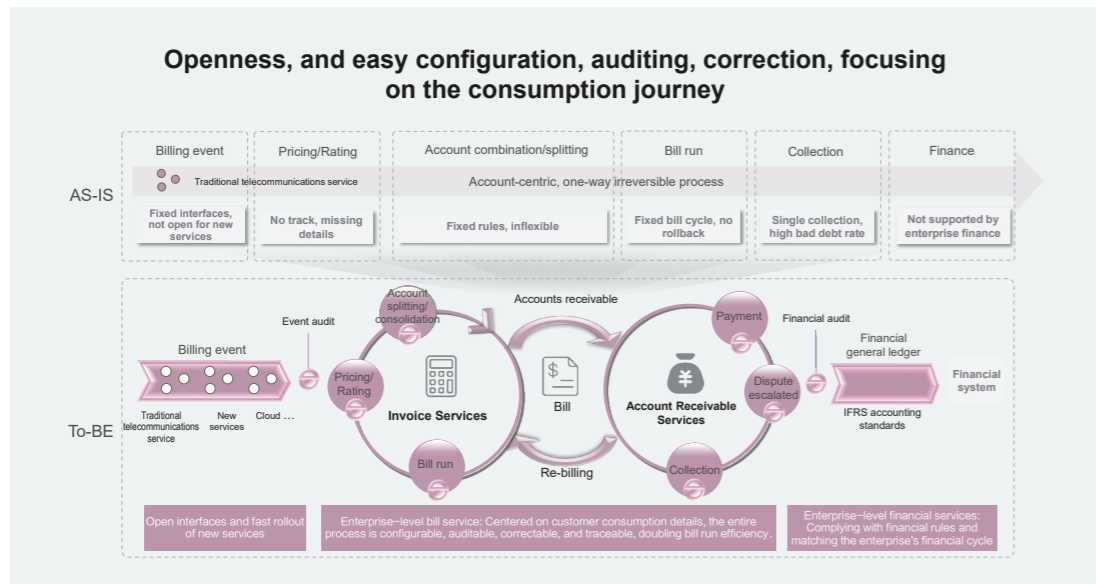 Openness, and easy configuration, auditing, correction, focusing
on the consumption journey
AS-IS
Billing event
Pricing/Rating
Account combination/splitting
Bill run
Collection
Finance
Traditional telecommunications service
Account-centric, one-way irreversible process
Fixed interfaces,
not open for new
services
No track, missing
details
Fixed rules, inflexible
Fixed bill cycle, no
rollback
Single collection,
high bad debt rate
Not supported by
enterprise finance
To-BE
Billing event
Traditional
telecommunications
service
New
services
Cloud ...
Event audit
Account
splitting/
consolidation
Pricing/
Rating
Bill run
Invoice Services
Accounts receivable
$
Bill
Re-billing
¥
Account Receivable
Services
Payment
Dispute
escalated
Collection
Financial audit
Financial
general ledger
IFRS accounting
standards
Financial
system
Open interfaces and fast rollout
of new services
Enterprise-level bill service: Centered on customer consumption details, the entire
process is configurable, auditable, correctable, and traceable, doubling bill run efficiency.
Enterprise-level financial services:
Complying with financial rules and
matching the enterprise's financial cycle